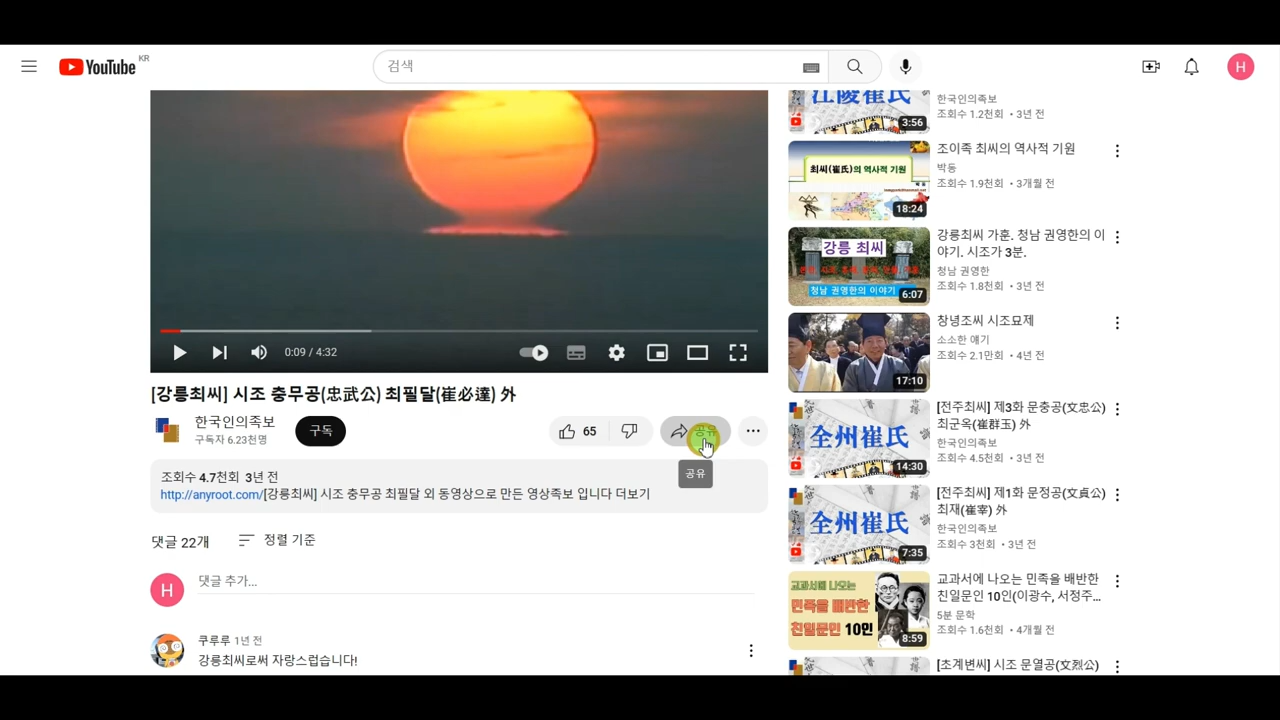 YouTube KR
검색
H
0:09 / 4:32
[강릉최씨] 시조 충무공(忠武公) 최필달(崔必達) 外
한국인의족보
구독자 6.23천명
구독
65
공유
공유
조회수 4.7천회 3년 전
http://anyroot.com/[강릉최씨] 시조 충무공 최필달 외 동영상으로 만든 영상족보 입니다 더보기
댓글 22개
정렬 기준
H
댓글 추가...
쿠루루 1년 전
강릉최씨로써 자랑스럽습니다!
江陵崔氏
3:56
한국인의족보
조회수 1.2천회 • 3년 전
최씨(崔氏)의 역사적 기원
18:24
조이족 최씨의 역사적 기원
박동
조회수 1.9천회 • 3개월 전
강릉 최씨
청남 권영한의 이야기
6:07
강릉최씨 가훈. 청남 권영한의 이
야기. 시조가 3분.
청남 권영한
조회수 1.8천회 • 3년 전
17:10
창녕조씨 시조묘제
소소한 얘기
조회수 2.1만회 • 4년 전
全州崔氏
14:30
[전주최씨] 제3화 문충공(文忠公)
최군옥(崔群玉) 外
한국인의족보
조회수 4.5천회 • 3년 전
全州崔氏
7:35
[전주최씨] 제1화 문정공(文貞公)
최재(崔宰) 外
한국인의족보
조회수 3천회 • 3년 전
교과서에 나오는
민족을 배반한
친일문인 10인
8:59
교과서에 나오는 민족을 배반한
친일문인 10인(이광수, 서정주...
5분 문학
조회수 1.6천회 • 4개월 전
[초계변씨] 시조 문열공(文烈公)